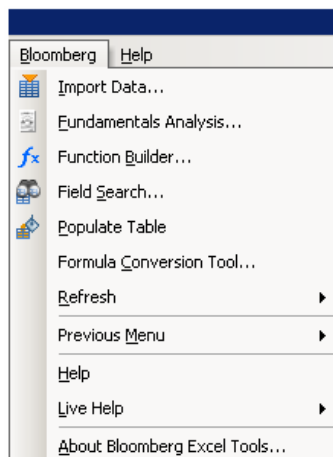 Bloomberg Help
Import Data...
Fundamentals Analysis...
fx Function Builder...
Field Search...
Populate Table
Formula Conversion Tool...
Refresh
Previous Menu
Help
Live Help
About Bloomberg Excel Tools...